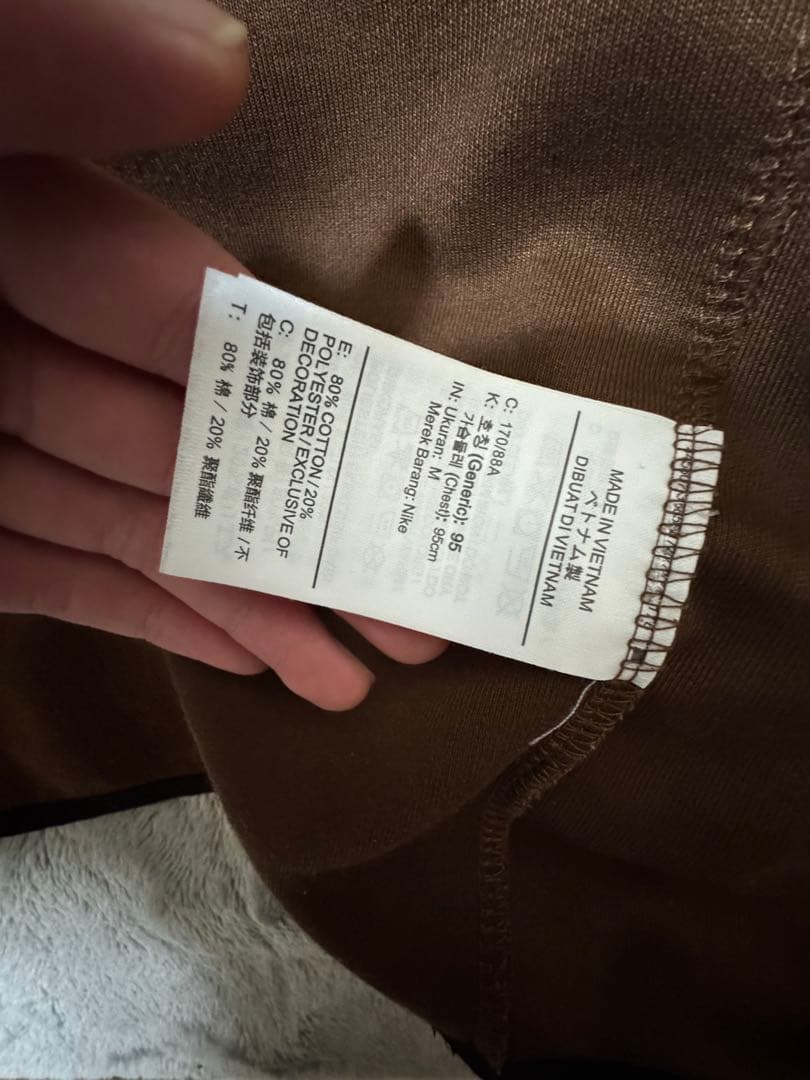 MADE IN VIETNAM
ベトナム製
DIBUAT DI VIETNAM
C: 170/88A
K: 호칭 (Generic): 95
가슴둘레 (Chest): 95cm
IN: Ukuran: M
Merek Barang: Nike
E: 80% COTTON/20%
POLYESTER/EXCLUSIVE OF
DECORATION
C: 80% 棉/20% 聚酯纤维/不
包括装饰部分
T: 80% 棉/20% 聚酯纖維